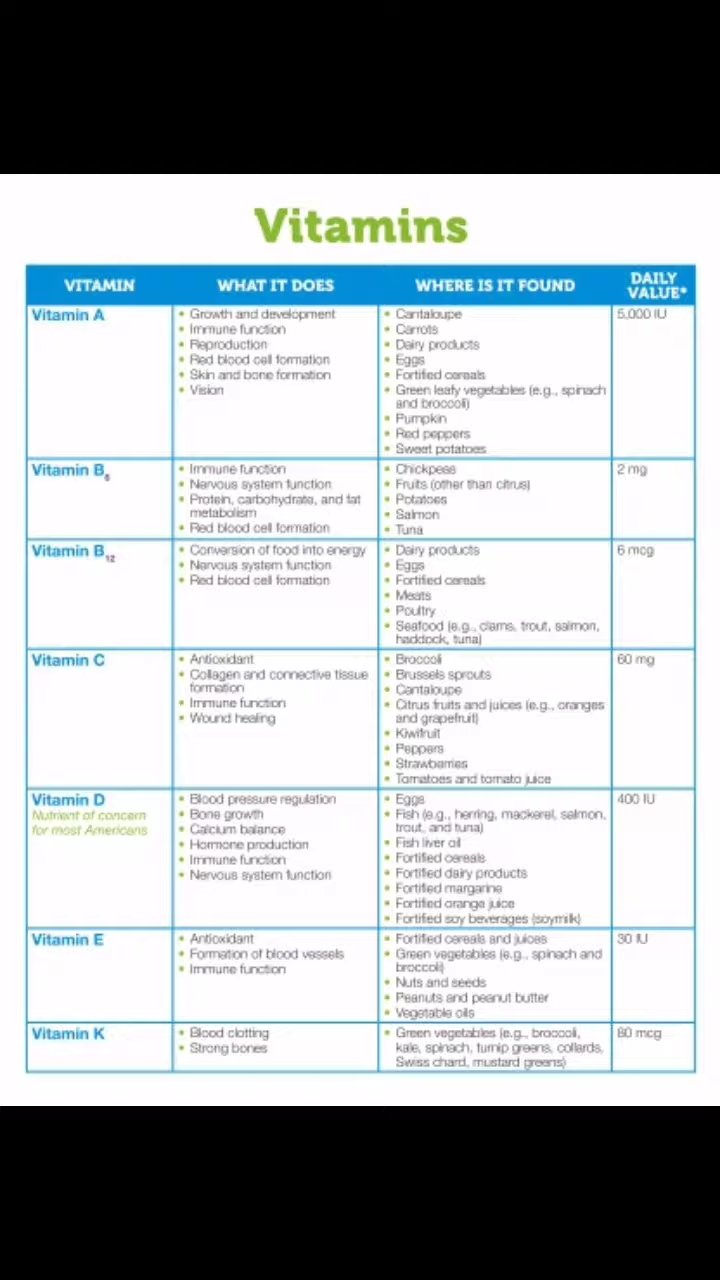 Vitamins
VITAMIN
WHAT IT DOES
WHERE IS IT FOUND
DAILY
VALUE*
Vitamin A
• Growth and development
• Immune function
• Reproduction
• Red blood cell formation
• Skin and bone formation
• Vision
• Cantaloupe
• Carrots
• Dairy products
• Eggs
• Fortified cereals
• Green leafy vegetables (e.g., spinach
and broccoli)
• Pumpkin
• Red peppers
• Sweet potatoes
5,000 IU
Vitamin B6
• Immune function
• Nervous system function
• Protein, carbohydrate, and fat
metabolism
• Red blood cell formation
• Chickpeas
• Fruits (other than citrus)
• Potatoes
• Salmon
• Tuna
2 mg
Vitamin B12
• Conversion of food into energy
• Nervous system function
• Red blood cell formation
• Dairy products
• Eggs
• Fortified cereals
• Meats
• Poultry
• Seafood (e.g., clams, trout, salmon,
haddock, tuna)
6 mcg
Vitamin C
• Antioxidant
• Collagen and connective tissue
formation
• Immune function
• Wound healing
• Broccoli
• Brussels sprouts
• Cantaloupe
• Citrus fruits and juices (e.g., oranges
and grapefruit)
• Kiwifruit
• Peppers
• Strawberries
• Tomatoes and tomato juice
60 mg
Vitamin D
Nutrient of concern
for most Americans
• Blood pressure regulation
• Bone growth
• Calcium balance
• Hormone production
• Immune function
• Nervous system function
• Eggs
• Fish (e.g., herring, mackerel, salmon,
trout, and tuna)
• Fish liver oil
• Fortified cereals
• Fortified dairy products
• Fortified margarine
• Fortified orange juice
• Fortified soy beverages (soymilk)
400 IU
Vitamin E
• Antioxidant
• Formation of blood vessels
• Immune function
• Fortified cereals and juices
• Green vegetables (e.g., spinach and
broccoli)
• Nuts and seeds
• Peanuts and peanut butter
• Vegetable oils
30 IU
Vitamin K
• Blood clotting
• Strong bones
• Green vegetables (e.g., broccoli,
kale, spinach, turnip greens, collards,
Swiss chard, mustard greens)
80 mcg